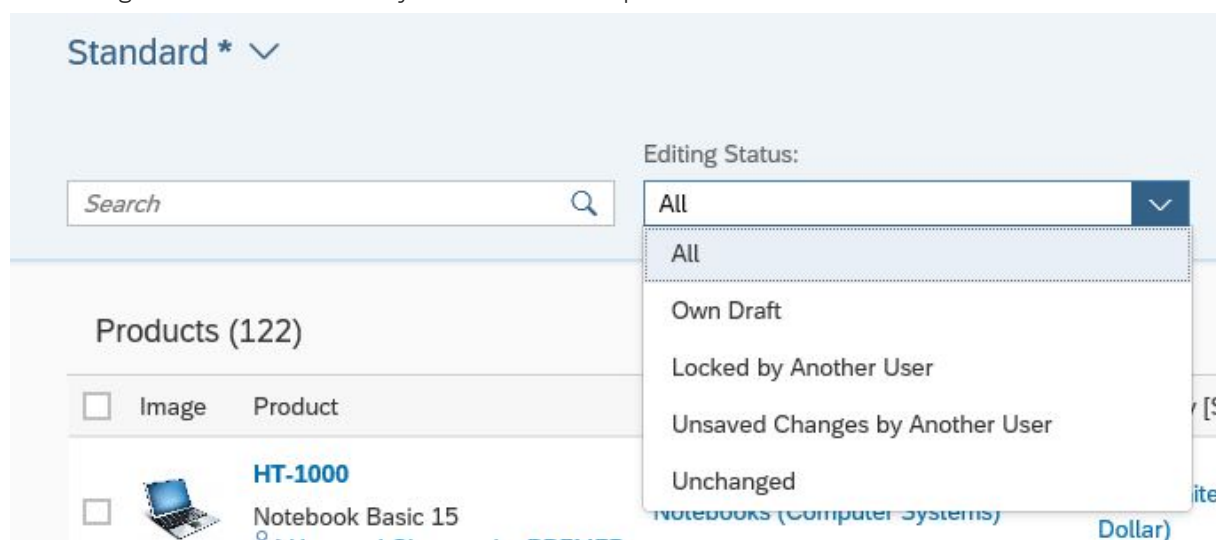 Standard *
Editing Status:
Search
All
All
Own Draft
Locked by Another User
Unsaved Changes by Another User
Unchanged
Products (122)
Image Product
HT-1000
Notebook Basic 15
Notebooks (Computer Systems)
Dollar)